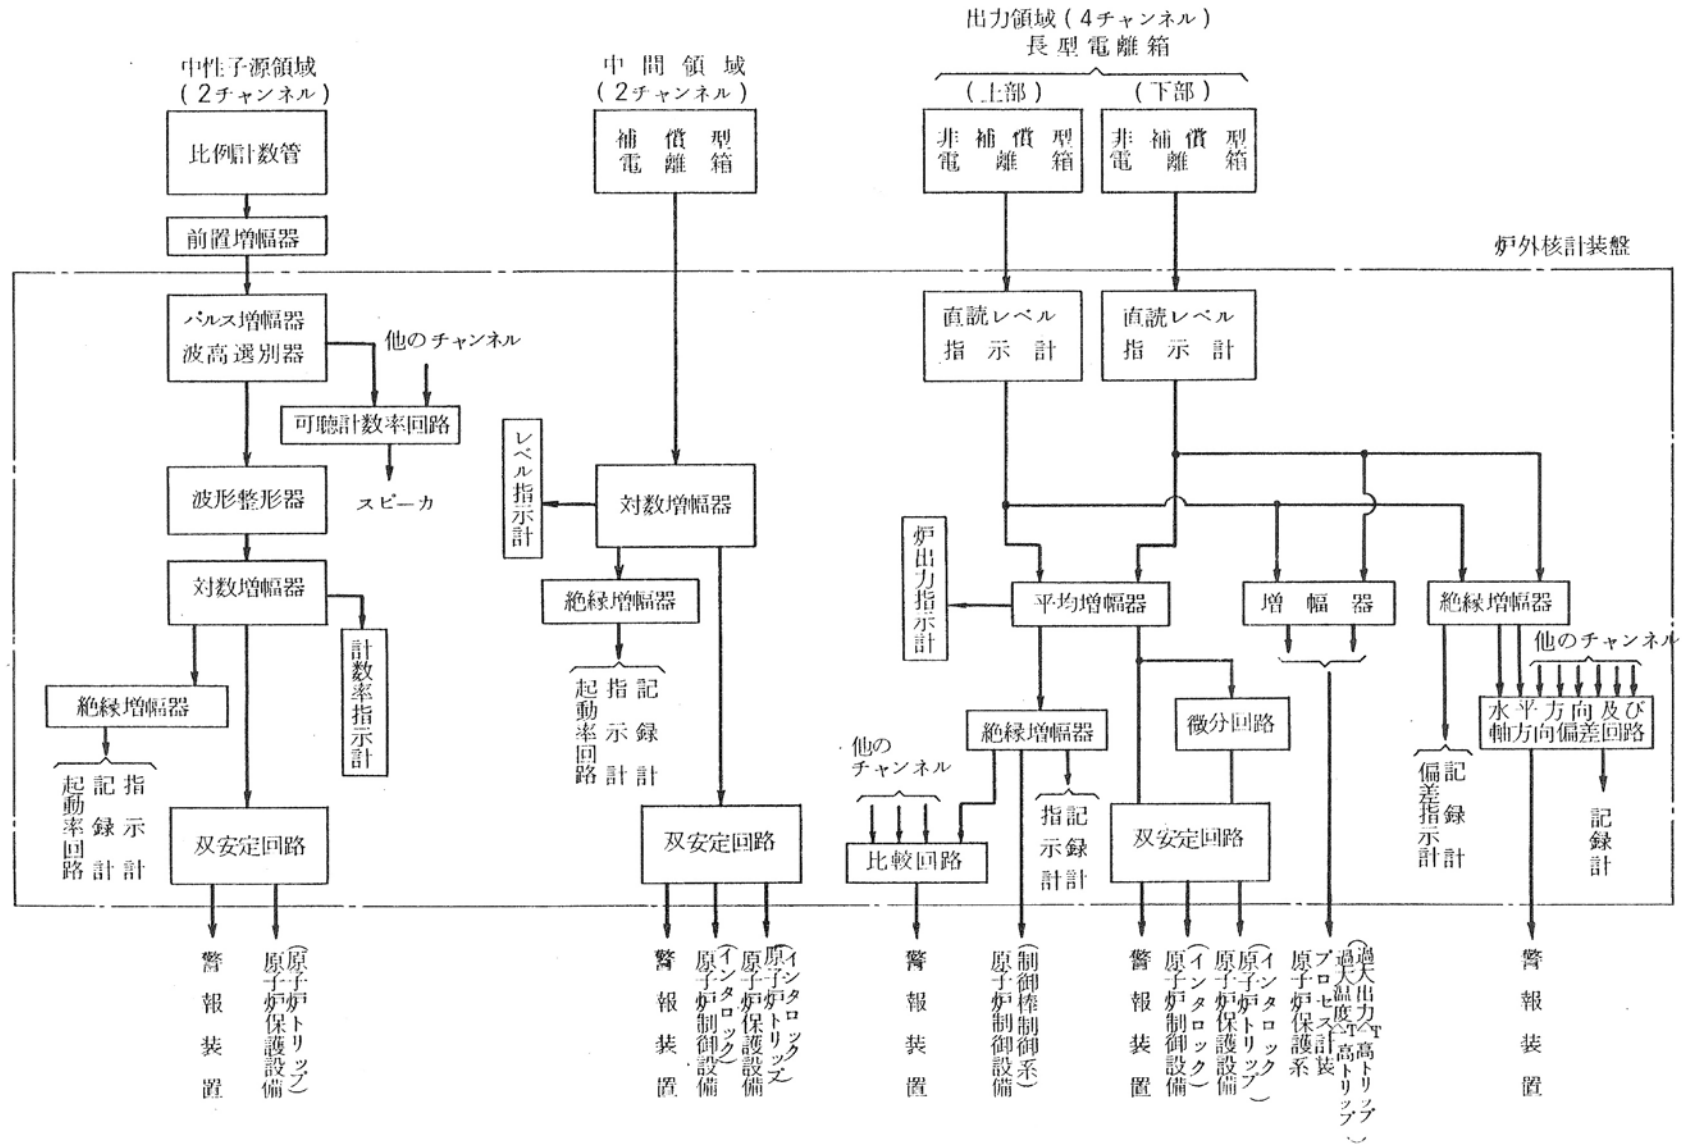 出力領域(4チャンネル)
長型電離箱
中性子源領域
(2チャンネル)
中間領域
(2チャンネル)
(上部)
(下部)
比例計数管
補償型
電離箱
非補償型
電離箱
非補償型
電離箱
前置増幅器
炉外核計装盤
パルス増幅器
波高選別器
他のチャンネル
可聴計数率回路
スピーカ
直読レベル
指示計
直読レベル
指示計
波形整形器
レベル指示計
対数増幅器
対数増幅器
計数率指示計
絶縁増幅器
炉出力指示計
平均増幅器
増幅器
絶縁増幅器
他のチャンネル
絶縁増幅器
指示計
記録計
起動率回路
記録計
指示計
起動率回路
絶縁増幅器
微分回路
水平方向及び
軸方向偏差回路
他の
チャンネル
記録計
指示計
記録計
偏差指示計
記録計
双安定回路
双安定回路
比較回路
双安定回路
警報装置
原子炉保護設備
(原子炉トリップ)
警報装置
原子炉制御設備
(インタロック)
原子炉保護設備
(インタロック
原子炉トリップ)
警報装置
原子炉制御設備
(制御棒制御系)
警報装置
原子炉制御設備
(インタロック)
原子炉保護設備
(インタロック
原子炉トリップ)
原子炉保護系
プロセス計装
(過大出力ΔT高トリップ
過大温度ΔT高トリップ)
警報装置